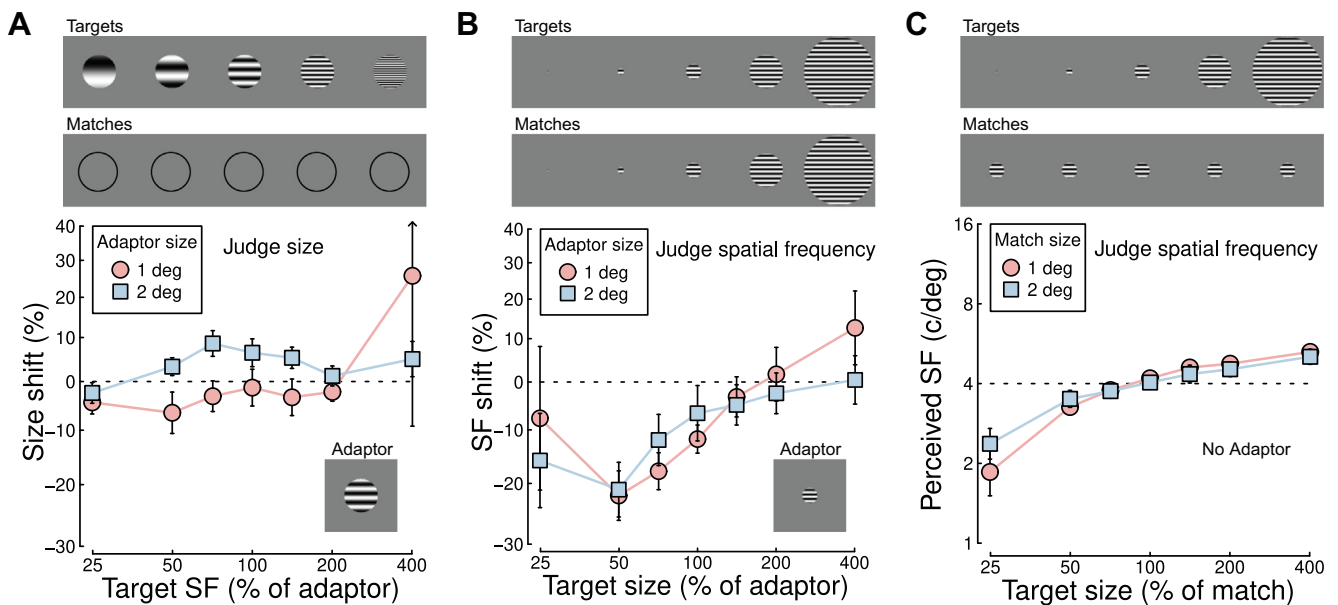 A
Targets
Matches
Size shift (%)
40
30
20
10
0
−10
−20
−30
Adaptor size
1 deg
2 deg
Judge size
Adaptor
25
50
100
200
400
Target SF (% of adaptor)
B
Targets
Matches
SF shift (%)
40
30
20
10
0
−10
−20
−30
Adaptor size
1 deg
2 deg
Judge spatial frequency
Adaptor
25
50
100
200
400
Target size (% of adaptor)
C
Targets
Matches
Perceived SF (c/deg)
16
8
4
2
1
Match size
1 deg
2 deg
Judge spatial frequency
No Adaptor
25
50
100
200
400
Target size (% of match)